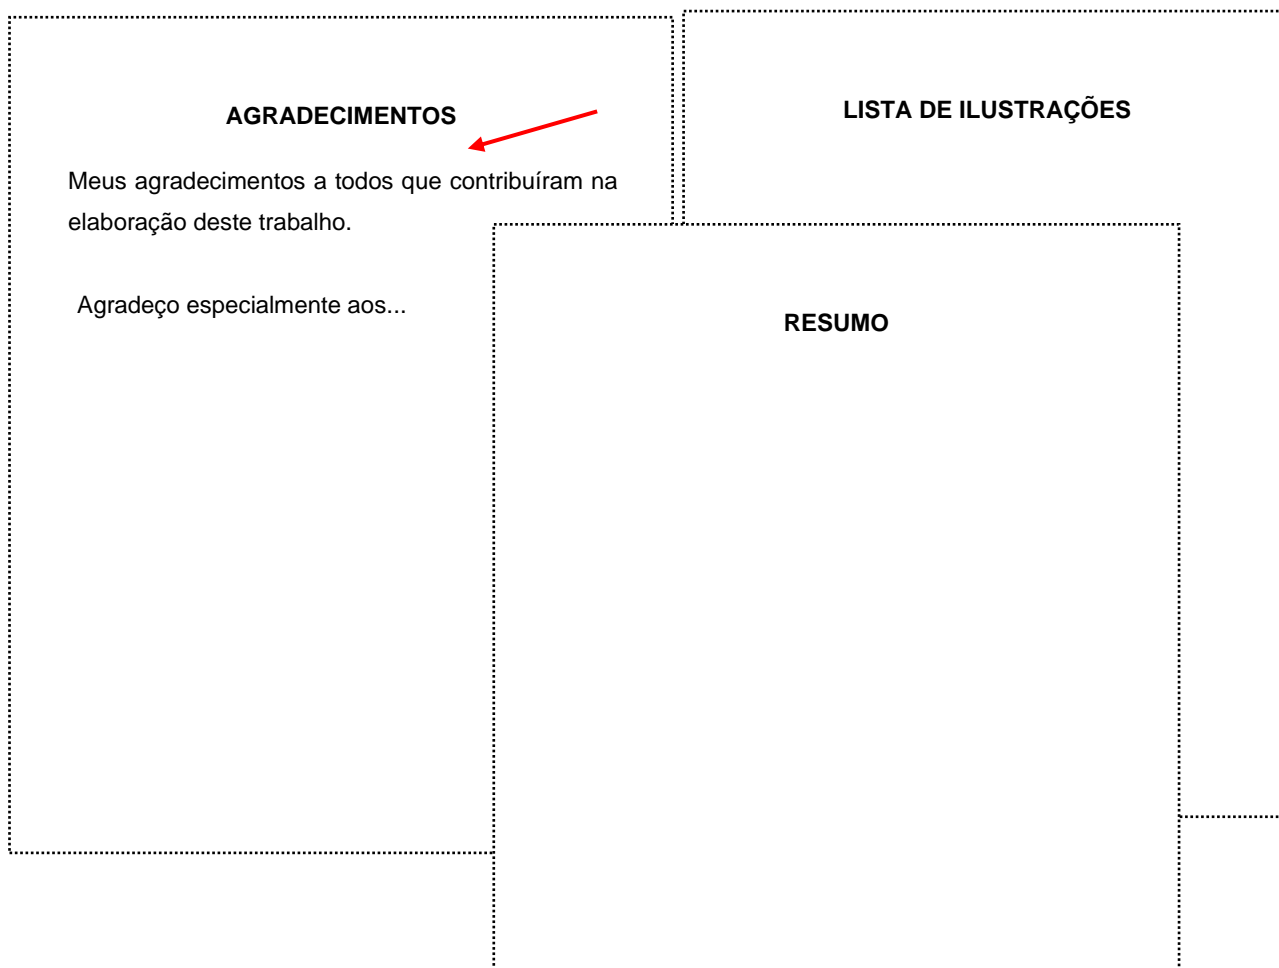 AGRADECIMENTOS
Meus agradecimentos a todos que contribuíram na
elaboração deste trabalho.
Agradeço especialmente aos...
LISTA DE ILUSTRAÇÕES
RESUMO